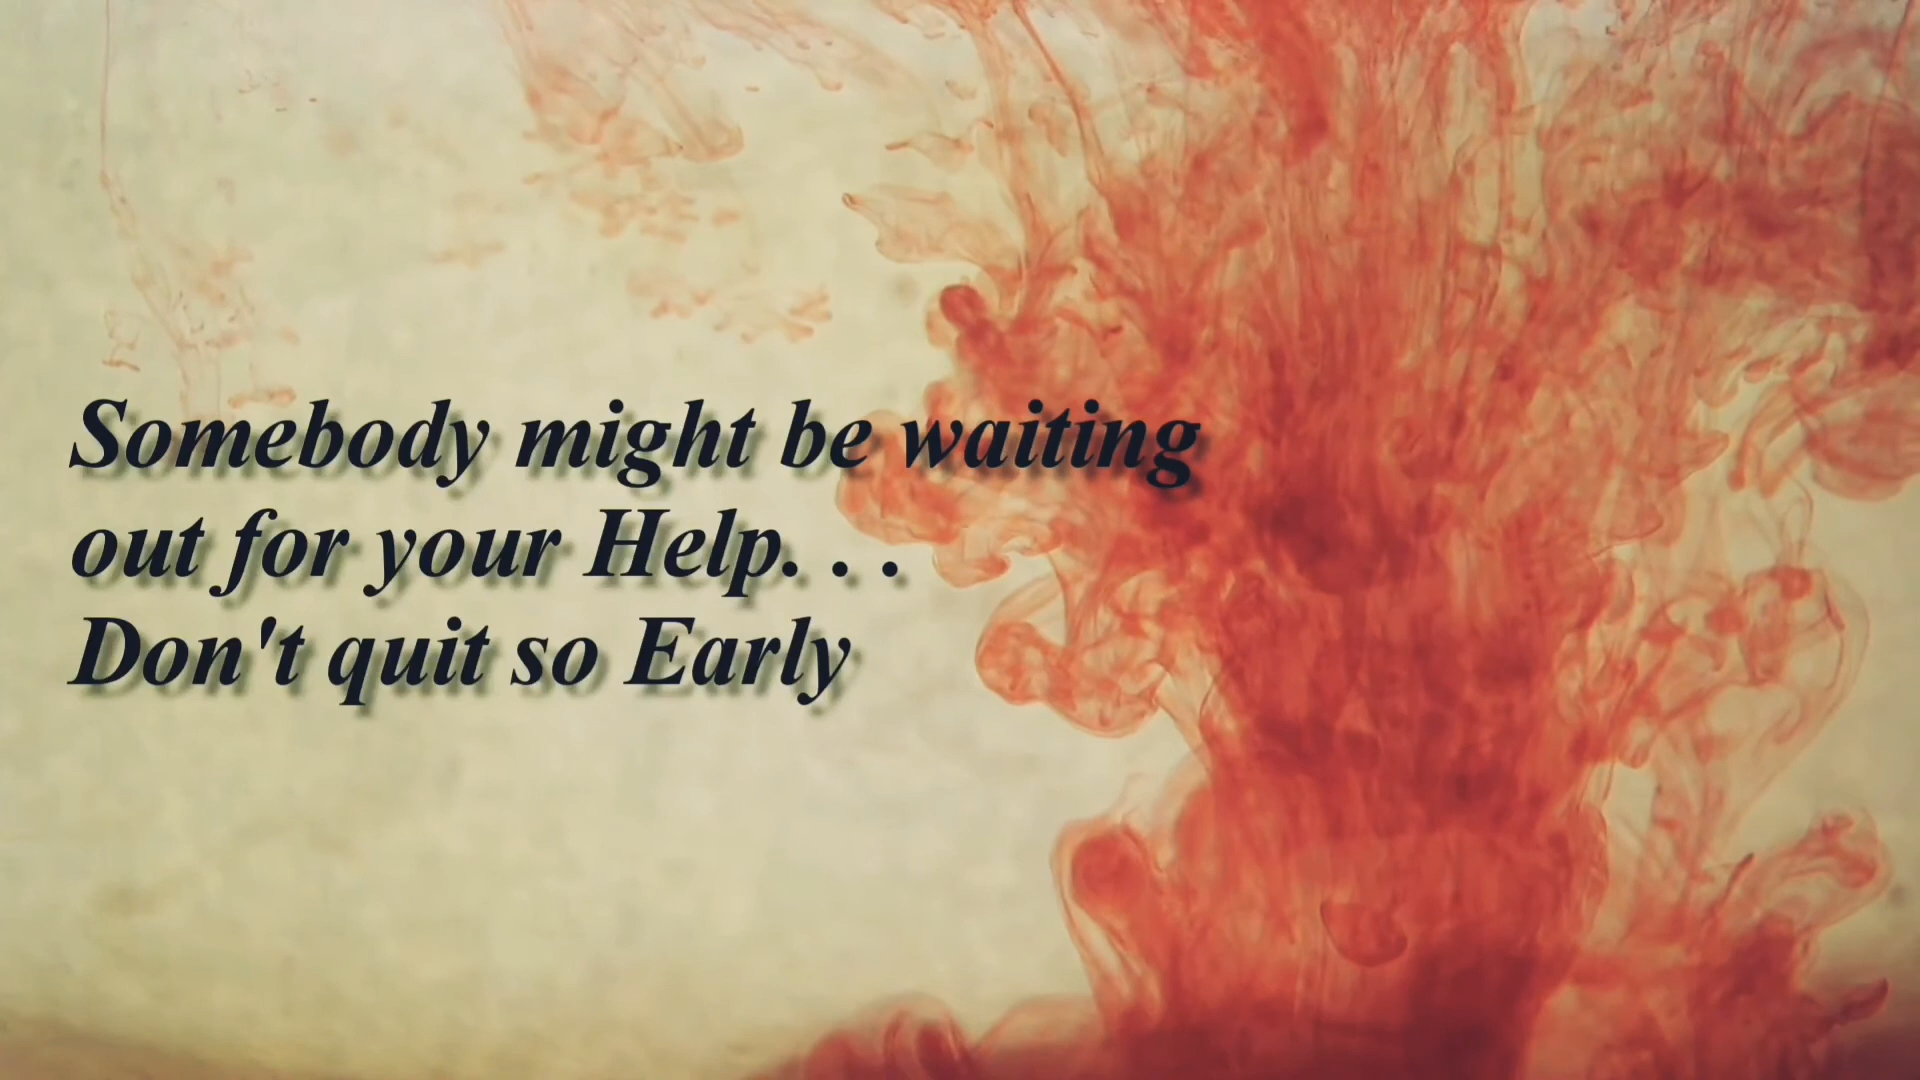 Somebody might be waiting
out for your Help. . .
Don't quit so Early